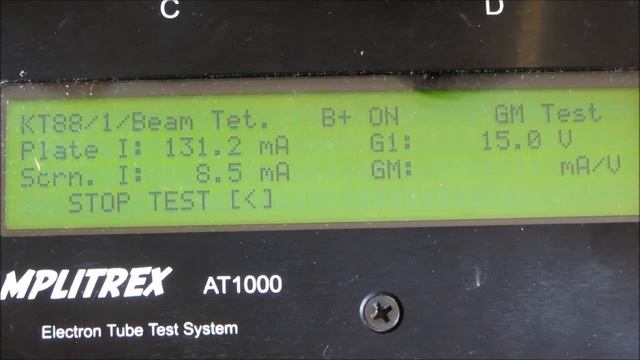 C D
KT88/1/Beam Tet. B+ ON GM Test
Plate I: 131.2 mA G1: 15.0 V
Scrn. I: 8.5 mA GM: mA/V
STOP TEST [<]
MPLITREX AT1000
Electron Tube Test System